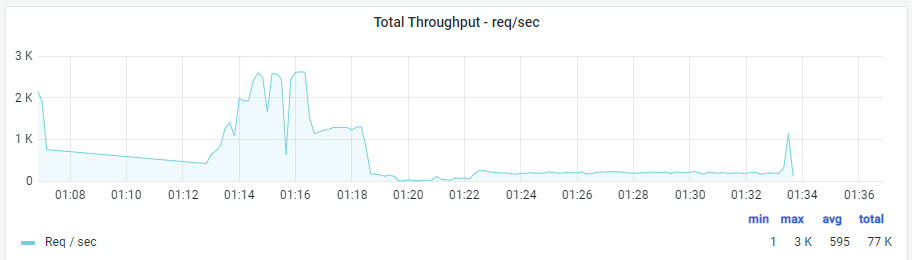 Total Throughput - req/sec
3 K
2 K
1 K
0
01:08 01:10 01:12 01:14 01:16 01:18 01:20 01:22 01:24 01:26 01:28 01:30 01:32 01:34 01:36
min max avg total
Req / sec 1 3 K 595 77 K